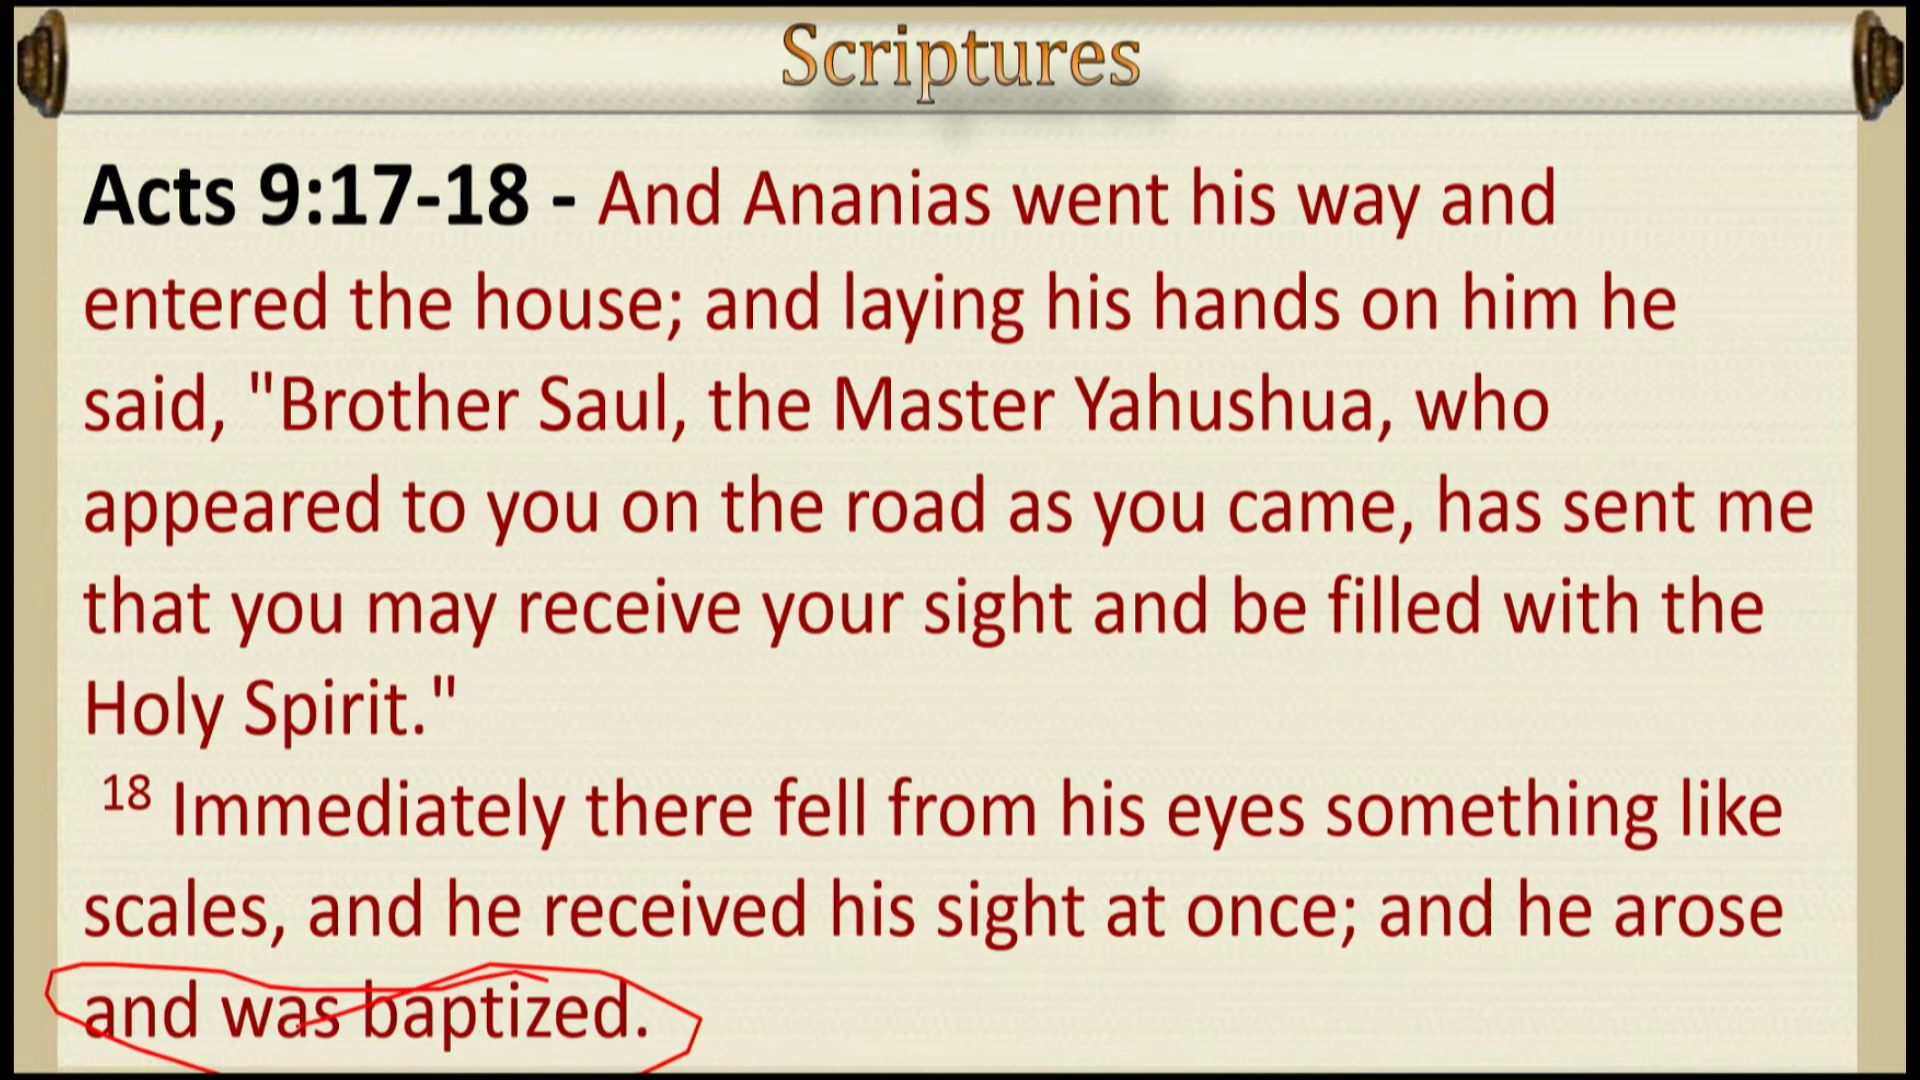 Scriptures
Acts 9:17-18 - And Ananias went his way and
entered the house; and laying his hands on him he
said, "Brother Saul, the Master Yahushua, who
appeared to you on the road as you came, has sent me
that you may receive your sight and be filled with the
Holy Spirit."
18 Immediately there fell from his eyes something like
scales, and he received his sight at once; and he arose
and was baptized.